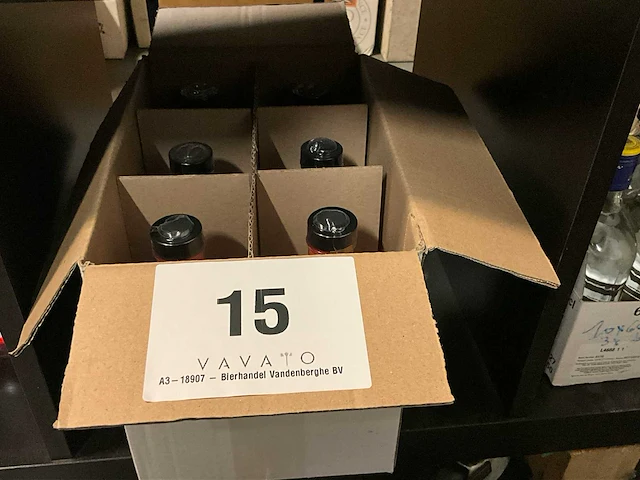 15
VAVATO
A3-18907 - Bierhandel Vandenberghe BV